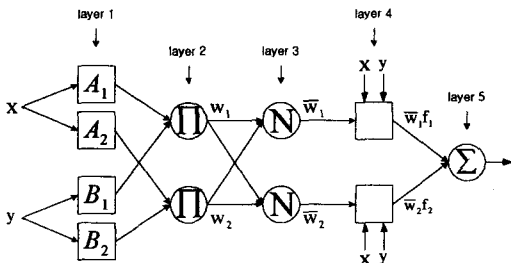 layer 1
layer 2
layer 3
layer 4
layer 5
x
y
A₁
A₂
B₁
B₂
Π
Π
w₁
w₂
N
N
w̅₁
w̅₂
x y
x y
w̅₁f₁
w̅₂f₂
Σ